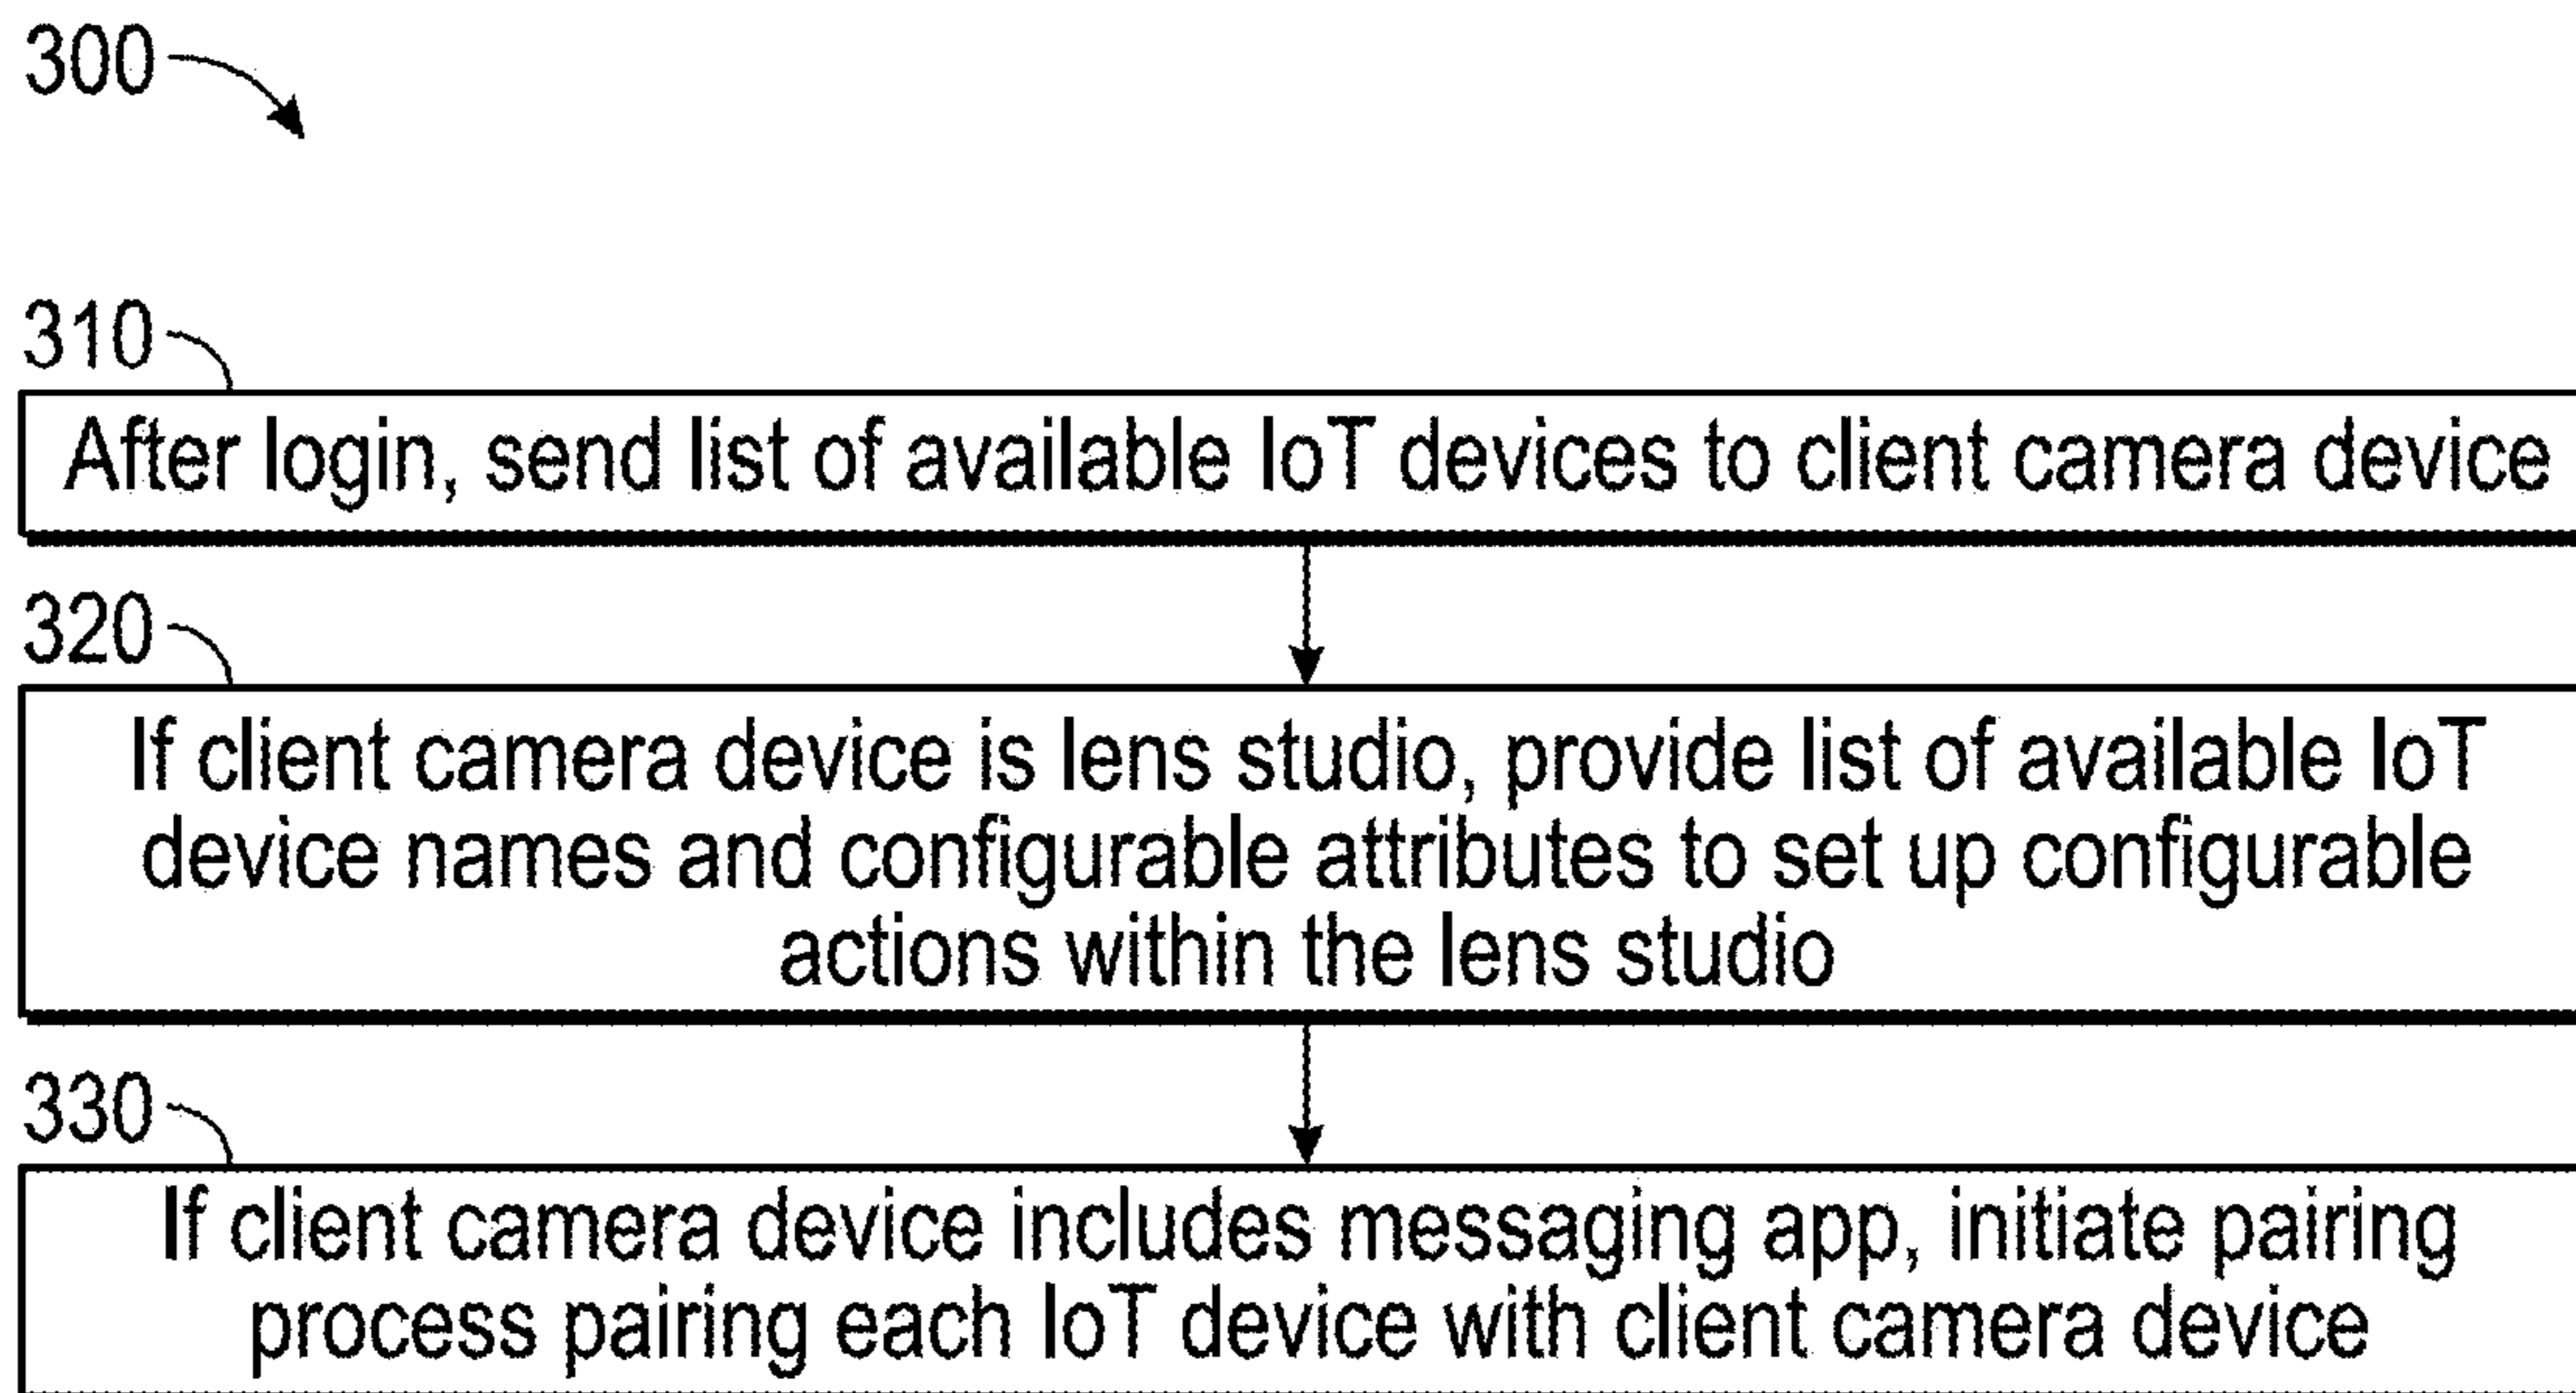 300
310
After login, send list of available IoT devices to client camera device
320
If client camera device is lens studio, provide list of available IoT
device names and configurable attributes to set up configurable
actions within the lens studio
330
If client camera device includes messaging app, initiate pairing
process pairing each IoT device with client camera device